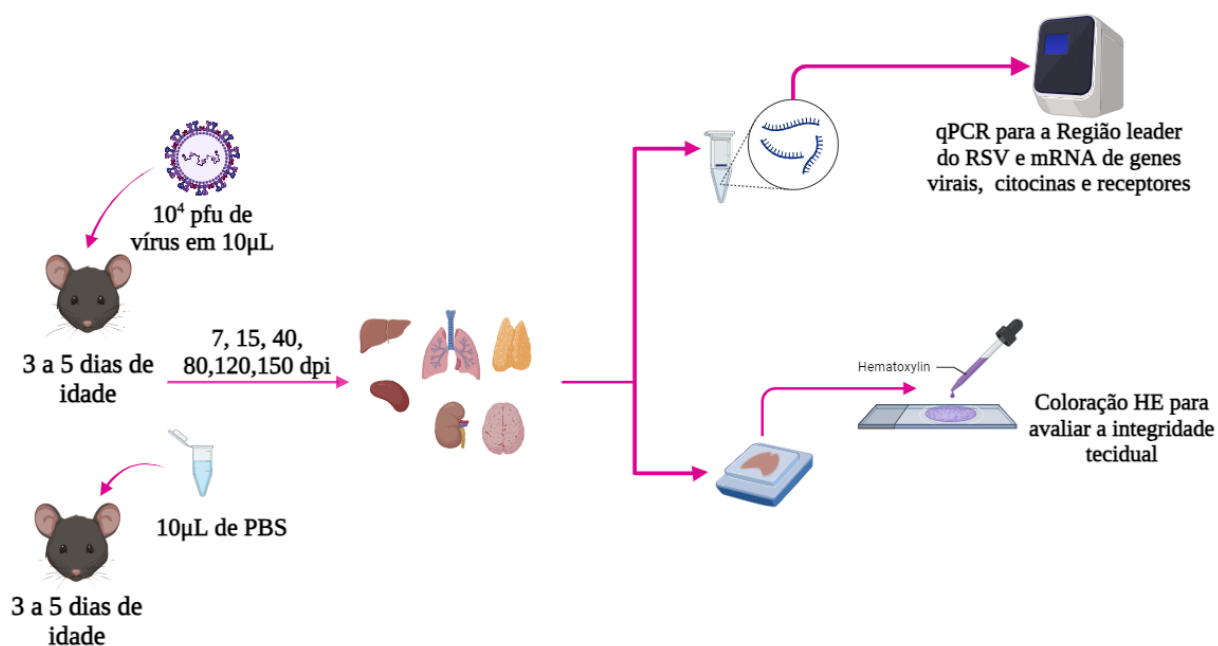 10⁴ pfu de
vírus em 10μL
3 a 5 dias de
idade
7, 15, 40,
80,120,150 dpi
10μL de PBS
3 a 5 dias de
idade
qPCR para a Região leader
do RSV e mRNA de genes
virais, citocinas e receptores
Hematoxylin
Coloração HE para
avaliar a integridade
tecidual